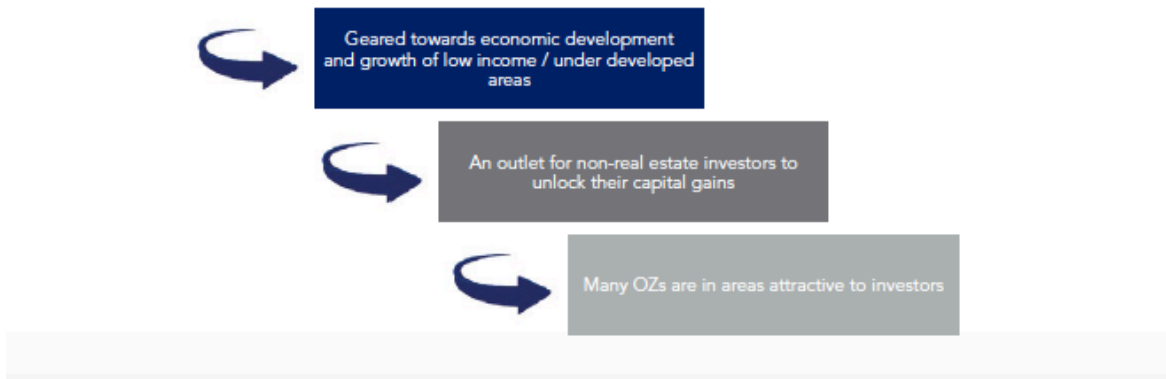 Geared towards economic development
and growth of low income / under developed
areas
An outlet for non-real estate investors to
unlock their capital gains
Many OZs are in areas attractive to investors